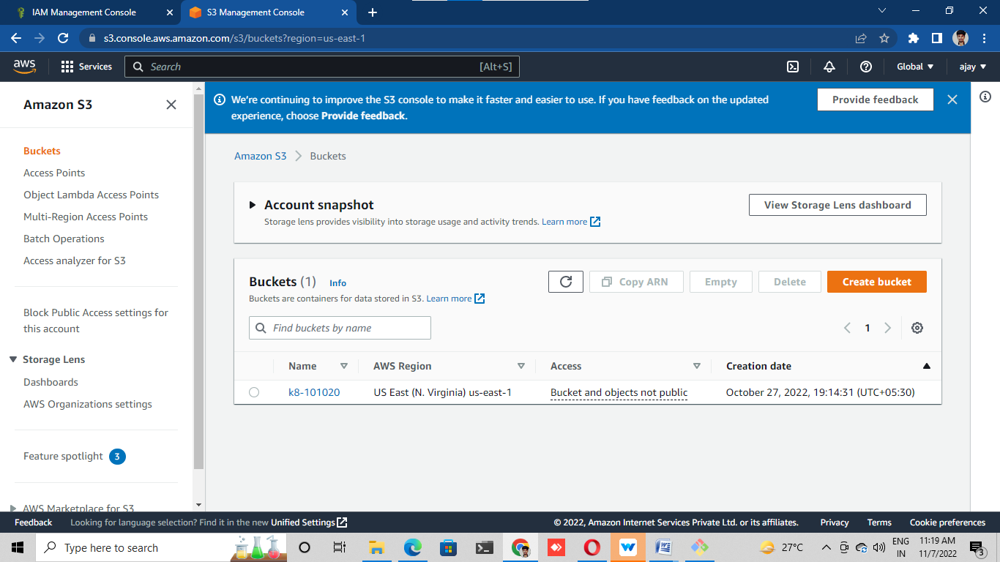 IAM Management Console
S3 Management Console
s3.console.aws.amazon.com/s3/buckets?region=us-east-1
aws
Services
Search
[Alt+S]
Global
ajay
Amazon S3
Buckets
Access Points
Object Lambda Access Points
Multi-Region Access Points
Batch Operations
Access analyzer for S3
Block Public Access settings for
this account
Storage Lens
Dashboards
AWS Organizations settings
Feature spotlight 3
AWS Marketplace for S3
We're continuing to improve the S3 console to make it faster and easier to use. If you have feedback on the updated
experience, choose Provide feedback.
Provide feedback
Amazon S3 Buckets
Account snapshot
Storage lens provides visibility into storage usage and activity trends. Learn more
View Storage Lens dashboard
Buckets (1) Info
Buckets are containers for data stored in S3. Learn more
Copy ARN
Empty
Delete
Create bucket
Find buckets by name
1
Name AWS Region Access Creation date
k8-101020 US East (N. Virginia) us-east-1 Bucket and objects not public October 27, 2022, 19:14:31 (UTC+05:30)
Feedback Looking for language selection? Find it in the new Unified Settings
© 2022, Amazon Internet Services Private Ltd. or its affiliates. Privacy Terms Cookie preferences
Type here to search
27°C
ENG
IN
11:19 AM
11/7/2022
3